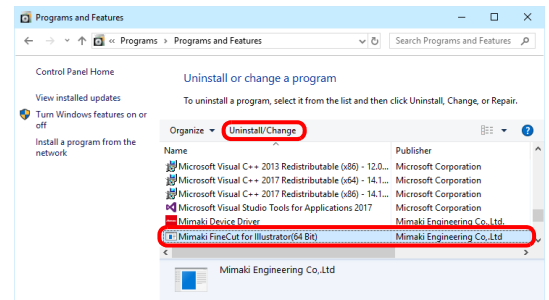 Programs and Features
« Programs > Programs and Features
Search Programs and Features
Control Panel Home
View installed updates
Turn Windows features on or off
Install a program from the network
Uninstall or change a program
To uninstall a program, select it from the list and then click Uninstall, Change, or Repair.
Organize Uninstall/Change
Name Publisher
Microsoft Visual C++ 2013 Redistributable (x86) - 12.0... Microsoft Corporation
Microsoft Visual C++ 2017 Redistributable (x64) - 14.1... Microsoft Corporation
Microsoft Visual C++ 2017 Redistributable (x86) - 14.1... Microsoft Corporation
Microsoft Visual Studio Tools for Applications 2017 Microsoft Corporation
Mimaki Device Driver Mimaki Engineering Co,.Ltd.
Mimaki FineCut for Illustrator(64 Bit) Mimaki Engineering Co,.Ltd
Mimaki Engineering Co,.Ltd